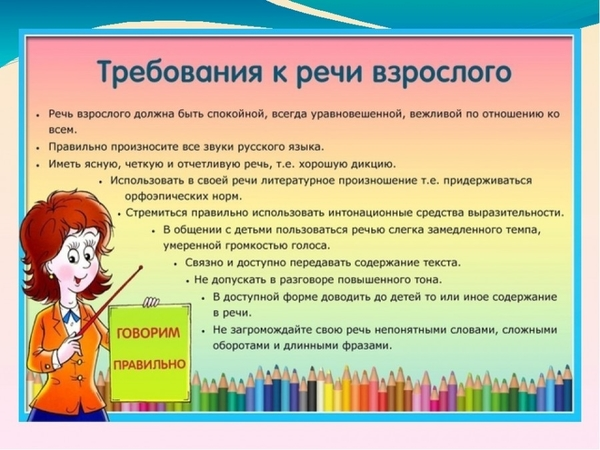 Требования к речи взрослого
• Речь взрослого должна быть спокойной, всегда уравновешенной, вежливой по отношению ко
всем.
• Правильно произносите все звуки русского языка.
• Иметь ясную, четкую и отчетливую речь, т.е. хорошую дикцию.
• Использовать в своей речи литературное произношение т.е. придерживаться
орфоэпических норм.
• Стремиться правильно использовать интонационные средства выразительности.
• В общении с детьми пользоваться речью слегка замедленного темпа,
умеренной громкостью голоса.
• Связно и доступно передавать содержание текста.
• Не допускать в разговоре повышенного тона.
• В доступной форме доводить до детей то или иное содержание
в речи.
• Не загромождайте свою речь непонятными словами, сложными
оборотами и длинными фразами.
ГОВОРИМ
ПРАВИЛЬНО